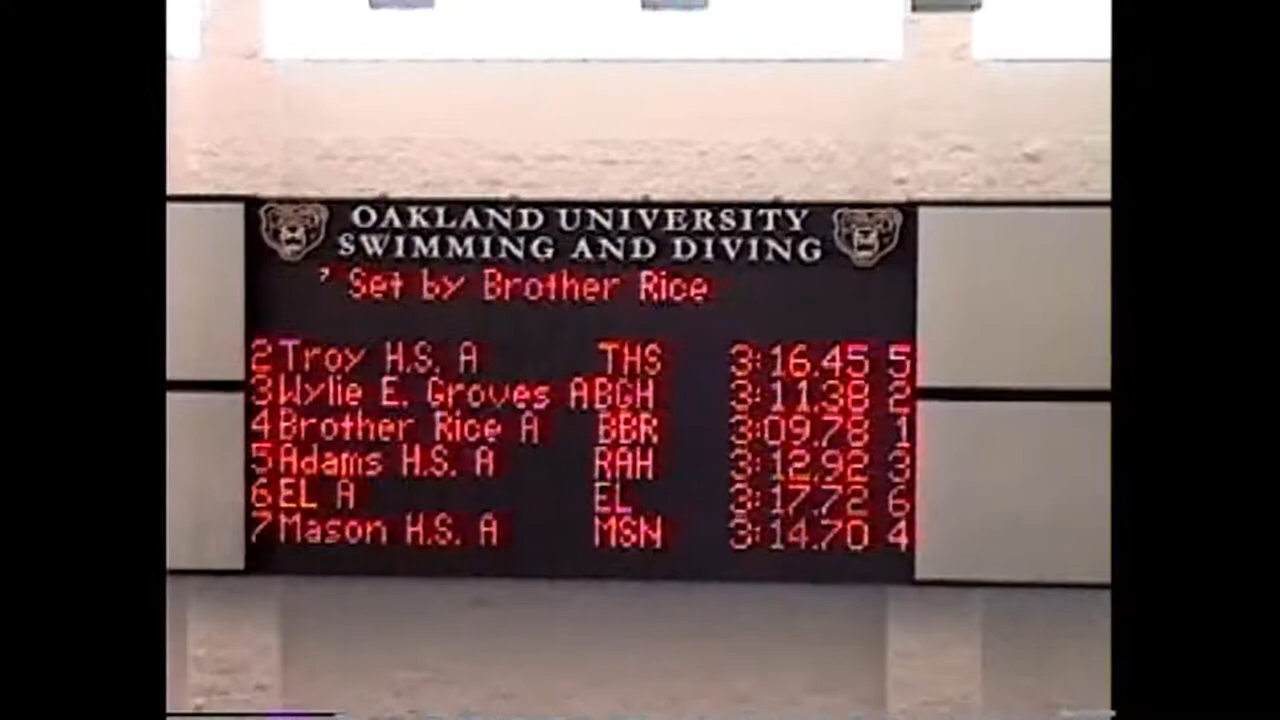 OAKLAND UNIVERSITY
SWIMMING AND DIVING
' Set by Brother Rice
2 Troy H.S. A THS 3:16.45 5
3 Wylie E. Groves A BGH 3:11.38 2
4 Brother Rice A BBR 3:09.78 1
5 Adams H.S. A RAH 3:12.92 3
6 EL A EL 3:17.72 6
7 Mason H.S. A MSN 3:14.70 4